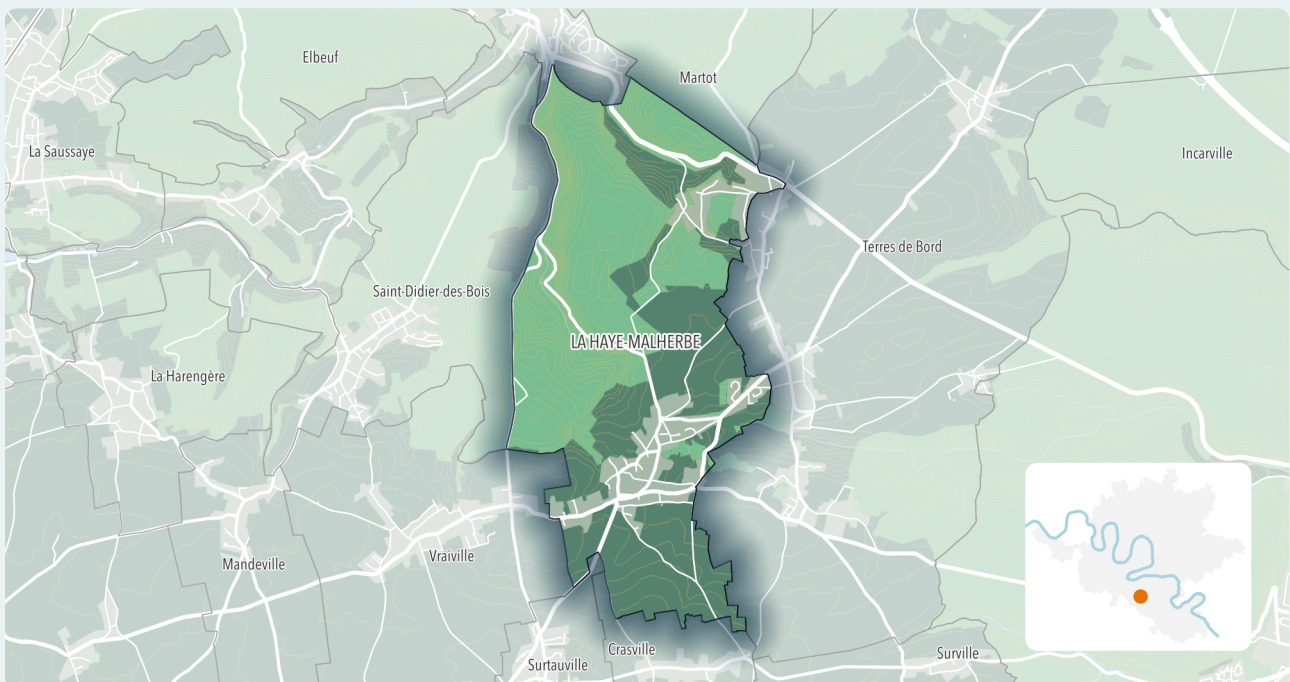 Elbeuf
Martot
La Saussaye
Incarville
Terres de Bord
Saint-Didier-des-Bois
LA HAYE-MALHERBE
La Harengère
Vraiville
Mandeville
Crasville
Surville
Surtauville